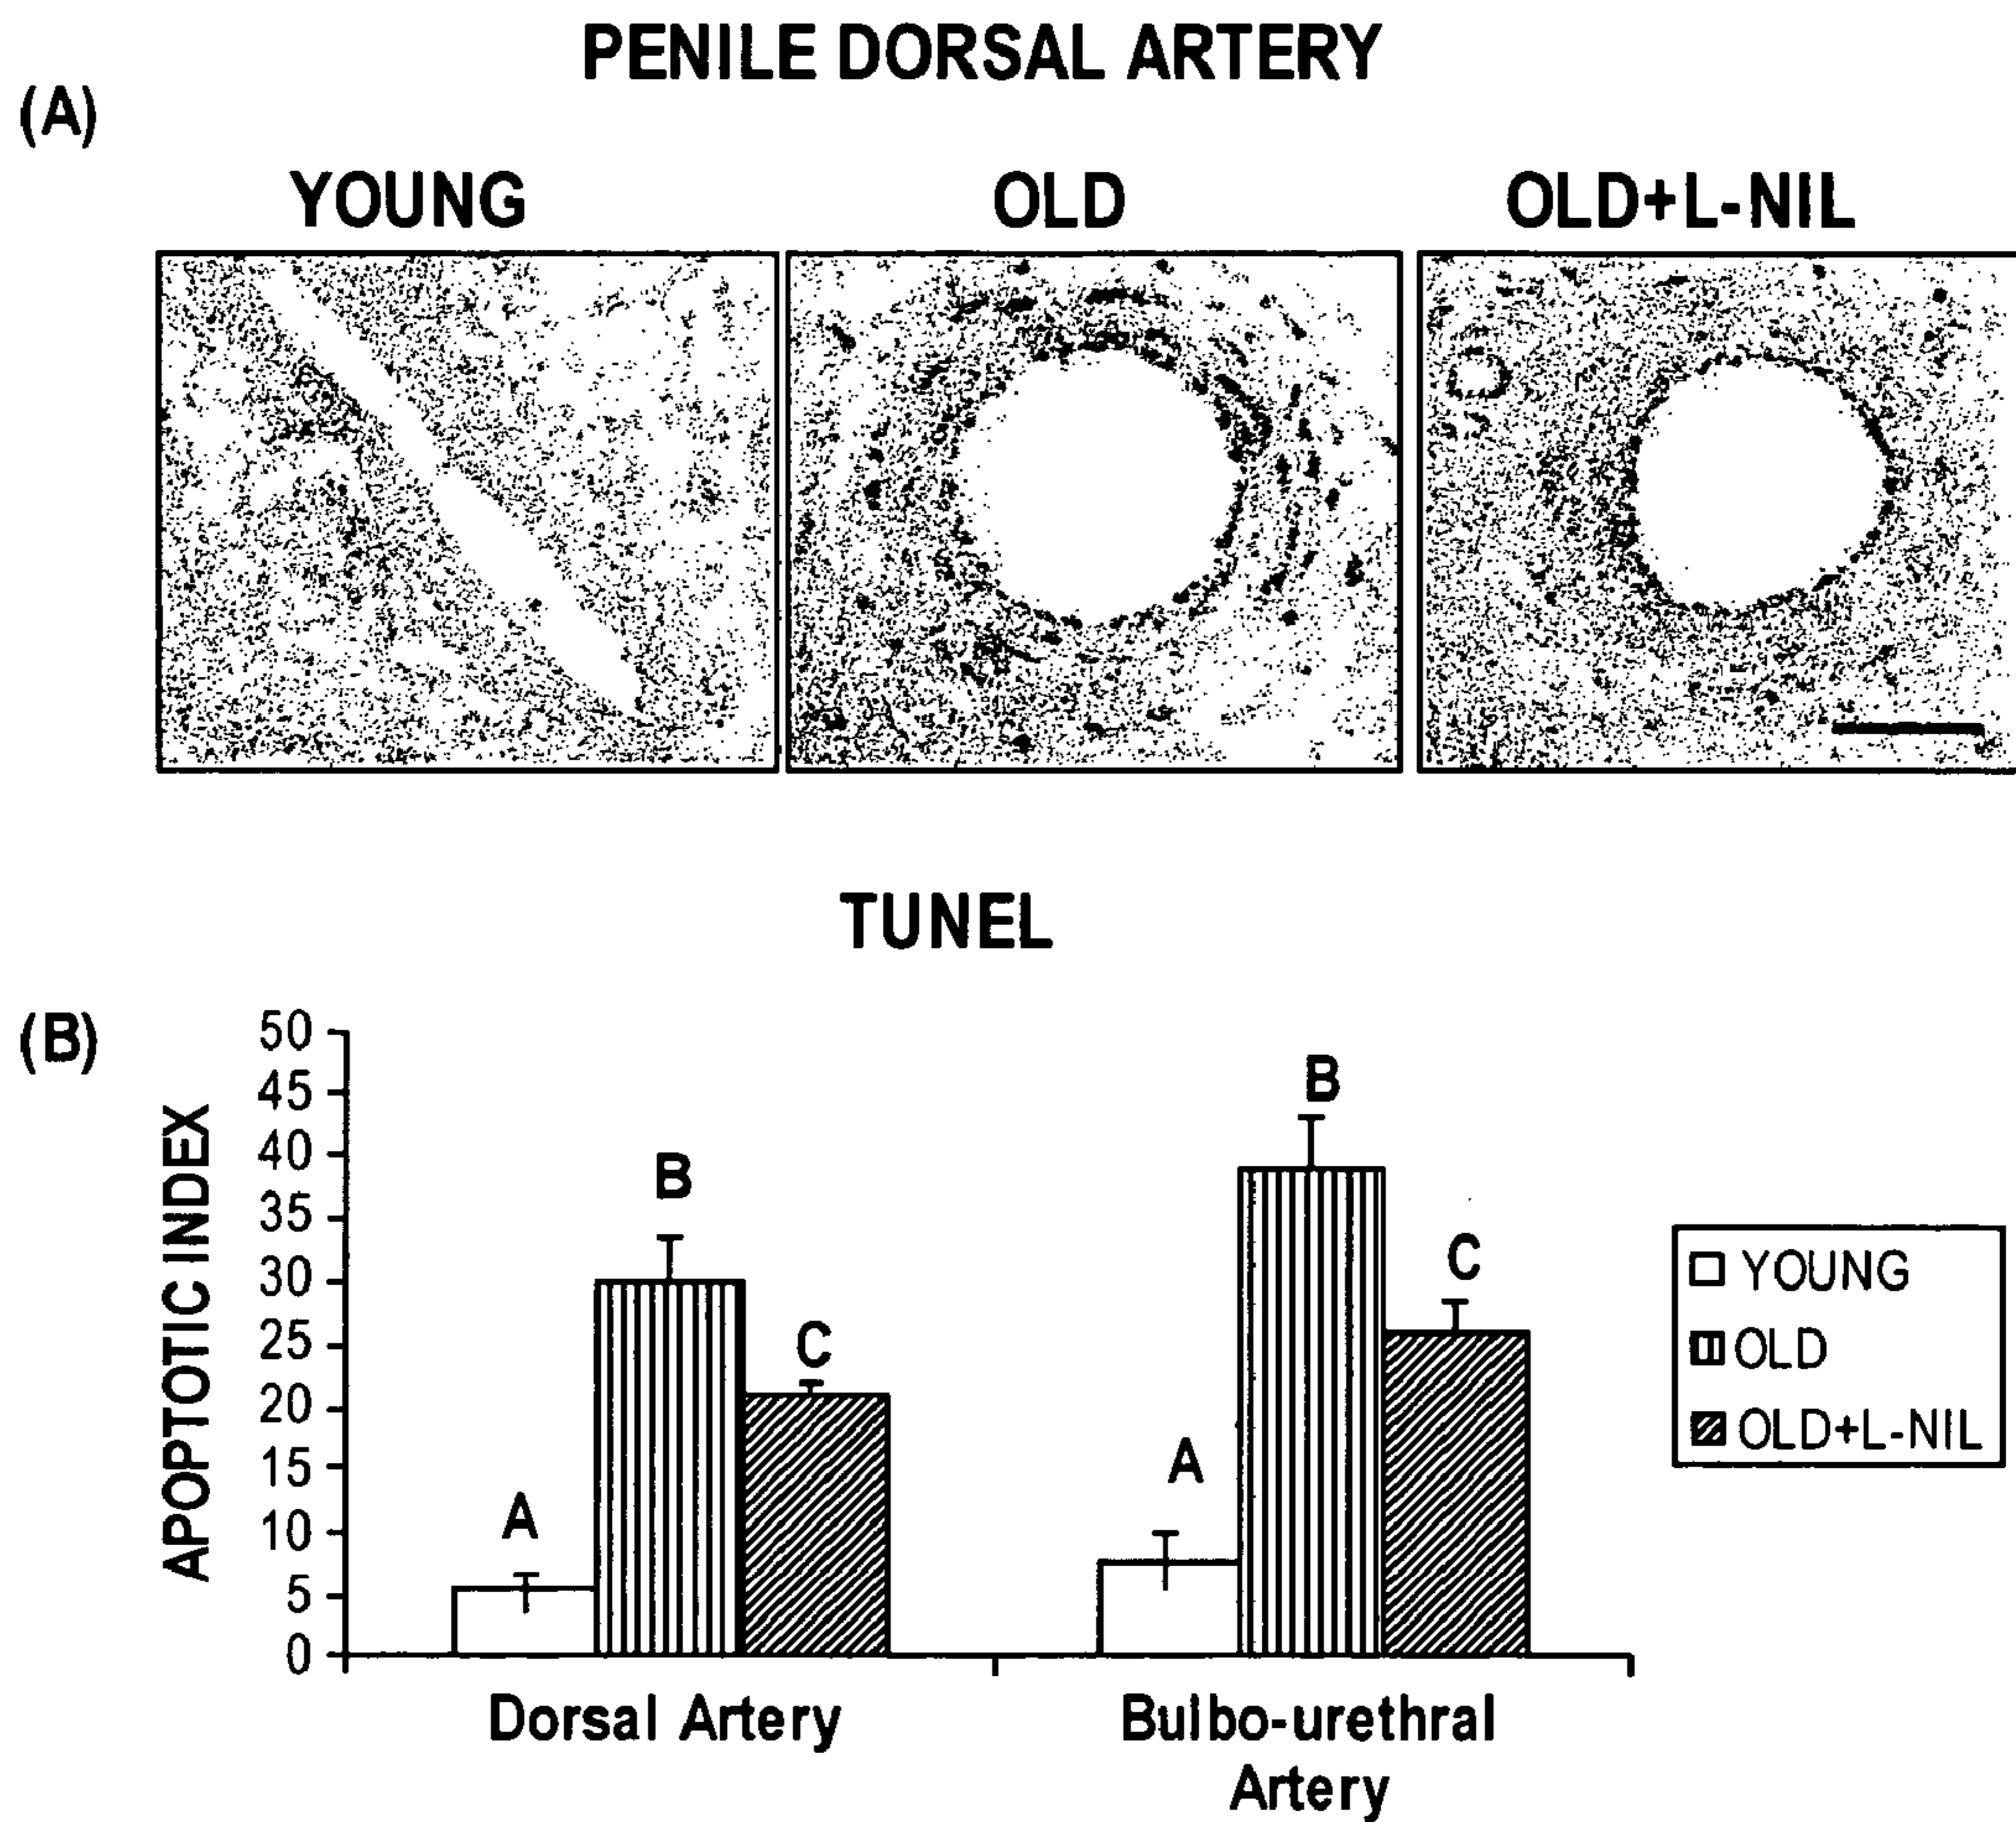 PENILE DORSAL ARTERY
(A)
YOUNG
OLD
OLD+L-NIL
TUNEL
(B)
APOPTOTIC INDEX
50
45
40
35
30
25
20
15
10
5
0
A
B
C
A
B
C
Dorsal Artery
Bulbo-urethral
Artery
YOUNG
OLD
OLD+L-NIL